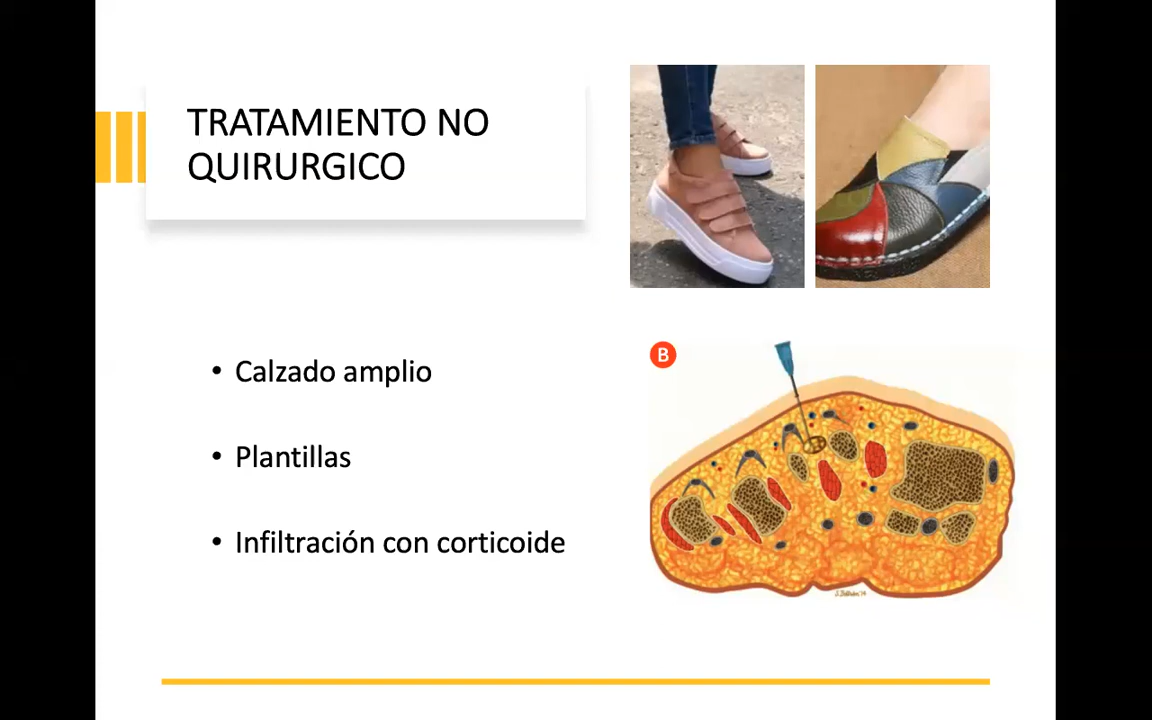 TRATAMIENTO NO
QUIRURGICO
• Calzado amplio
• Plantillas
• Infiltración con corticoide
B